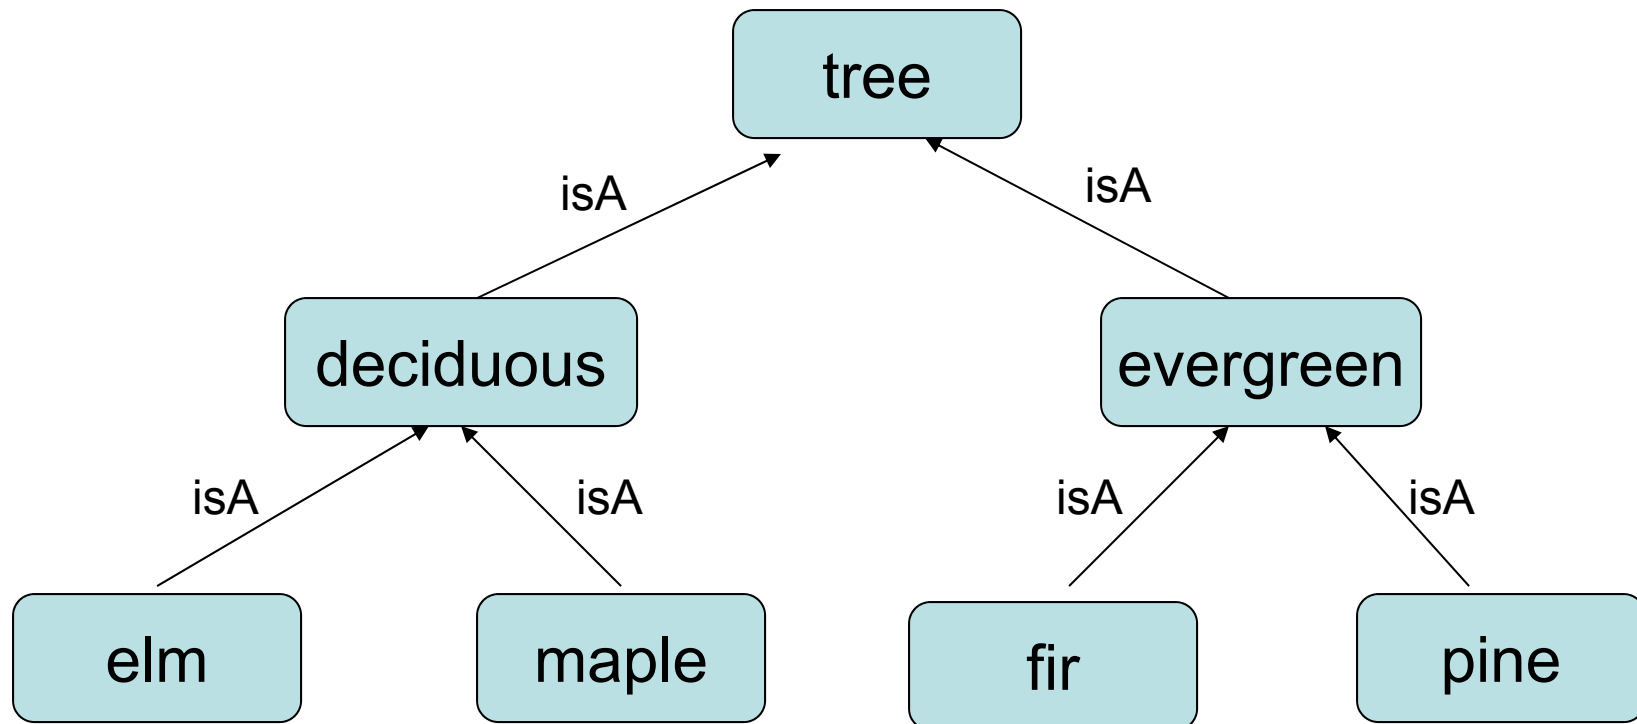 tree
isA
isA
deciduous
evergreen
isA
isA
isA
isA
elm
maple
fir
pine